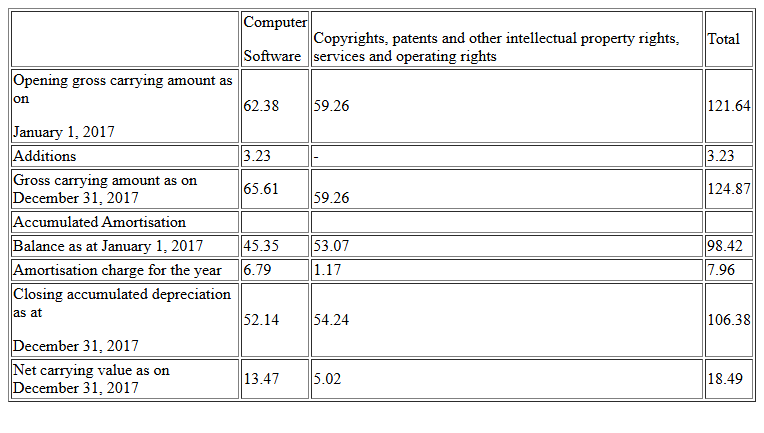 Computer
Software
Copyrights, patents and other intellectual property rights,
services and operating rights
Total
Opening gross carrying amount as
on
January 1, 2017
62.38
59.26
121.64
Additions
3.23
-
3.23
Gross carrying amount as on
December 31, 2017
65.61
59.26
124.87
Accumulated Amortisation
Balance as at January 1, 2017
45.35
53.07
98.42
Amortisation charge for the year
6.79
1.17
7.96
Closing accumulated depreciation
as at
December 31, 2017
52.14
54.24
106.38
Net carrying value as on
December 31, 2017
13.47
5.02
18.49